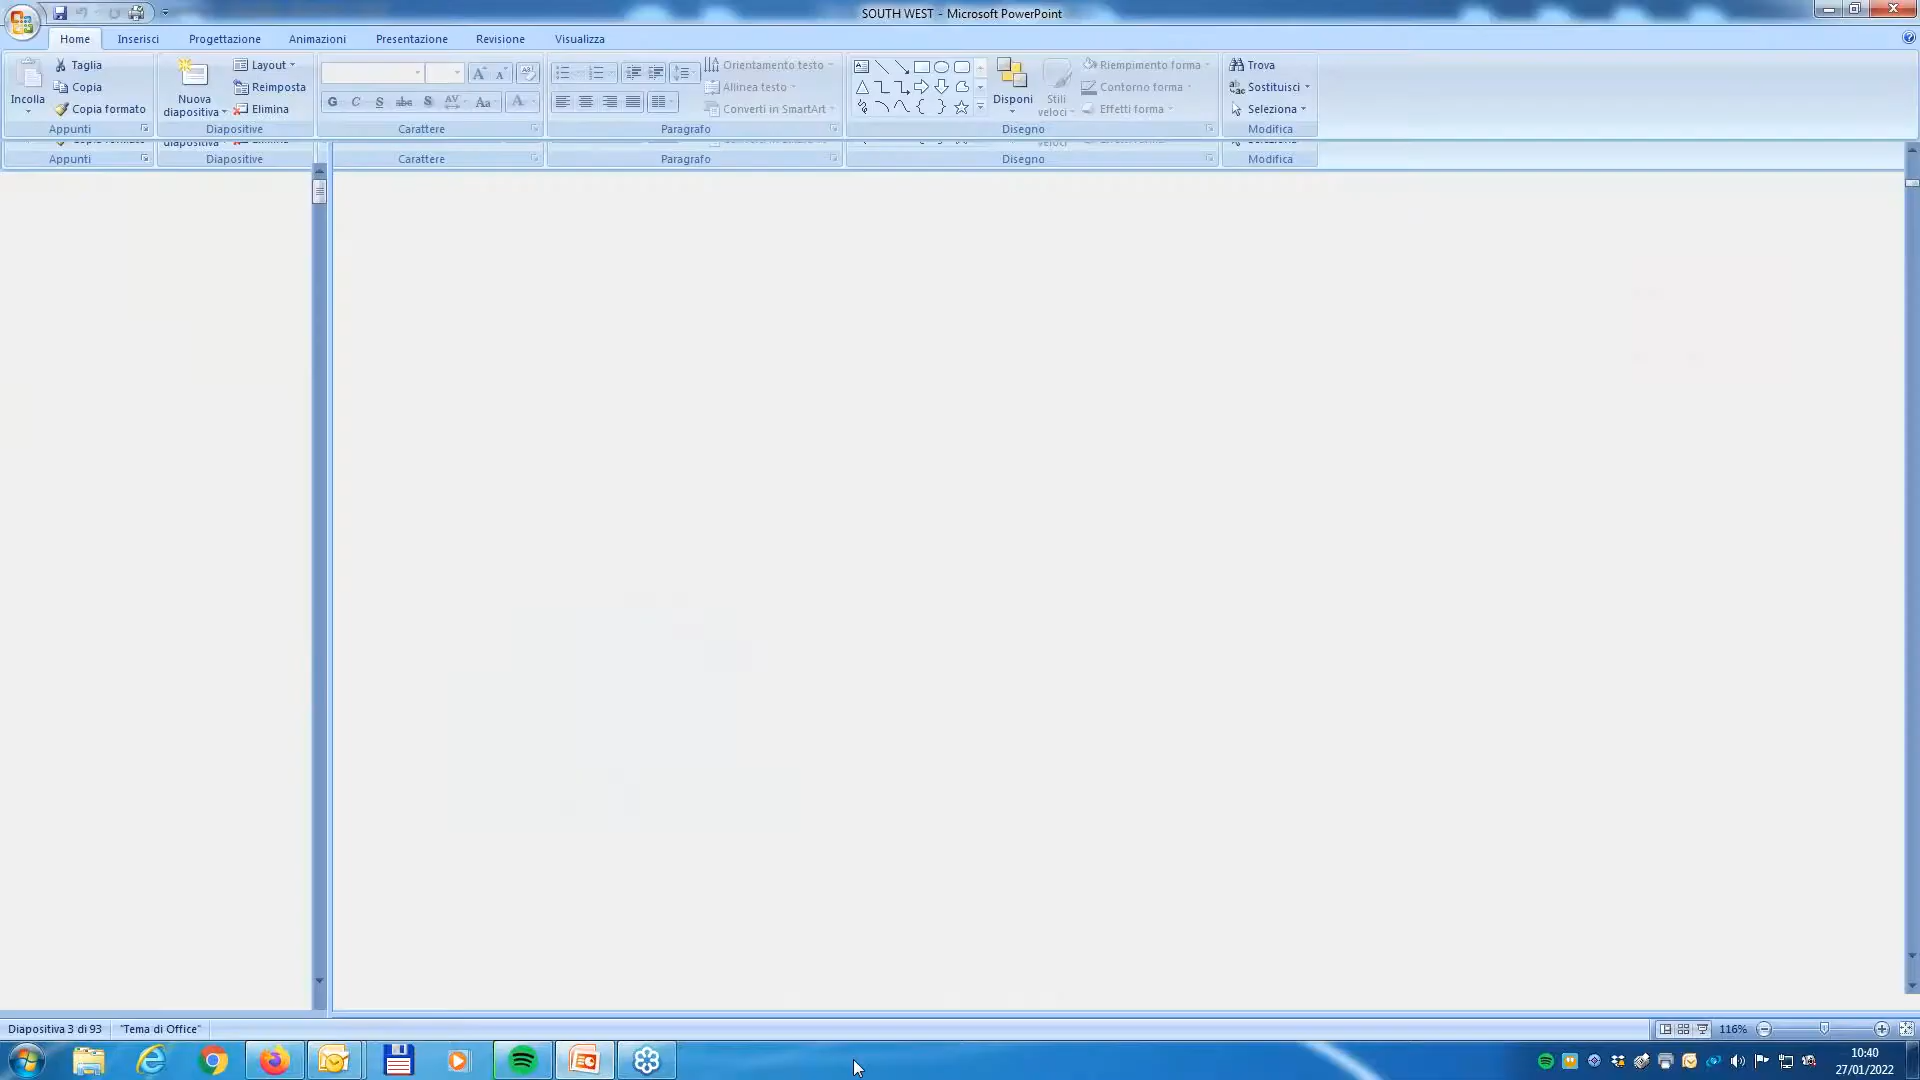 SOUTH WEST - Microsoft PowerPoint
Home Inserisci Progettazione Animazioni Presentazione Revisione Visualizza
Taglia Layout Orientamento testo Riempimento forma Trova
Copia Reimposta Allinea testo Contorno forma Sostituisci
Incolla Nuova diapositiva Disponi Stili veloci
Copia formato Elimina G C S abc S AV Aa A Converti in SmartArt Effetti forma Seleziona
Appunti Diapositive Carattere Paragrafo Disegno Modifica
Appunti Diapositive Carattere Paragrafo Disegno Modifica
Diapositiva 3 di 93 "Tema di Office" 116%
10:40
27/01/2022